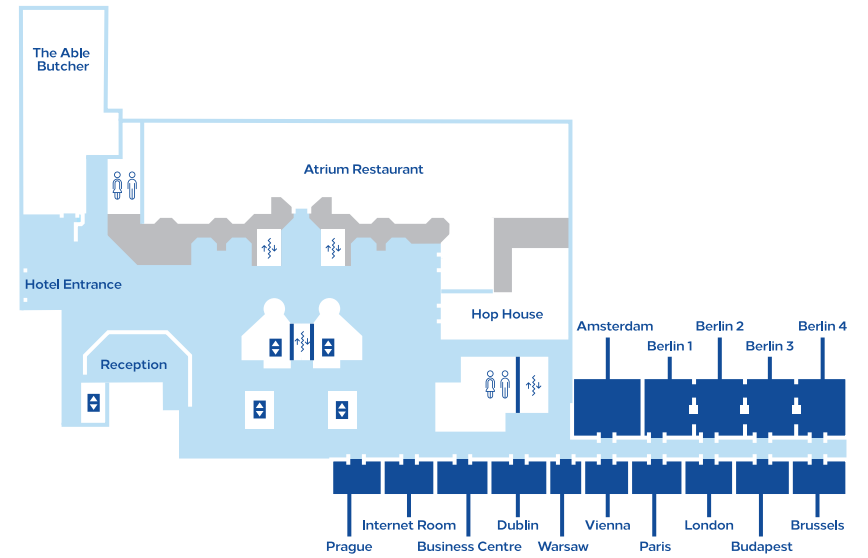 The Able
Butcher
Atrium Restaurant
Hotel Entrance
Hop House
Amsterdam
Berlin 2
Berlin 4
Berlin 1
Berlin 3
Reception
Internet Room
Dublin
Vienna
London
Brussels
Prague
Business Centre
Warsaw
Paris
Budapest